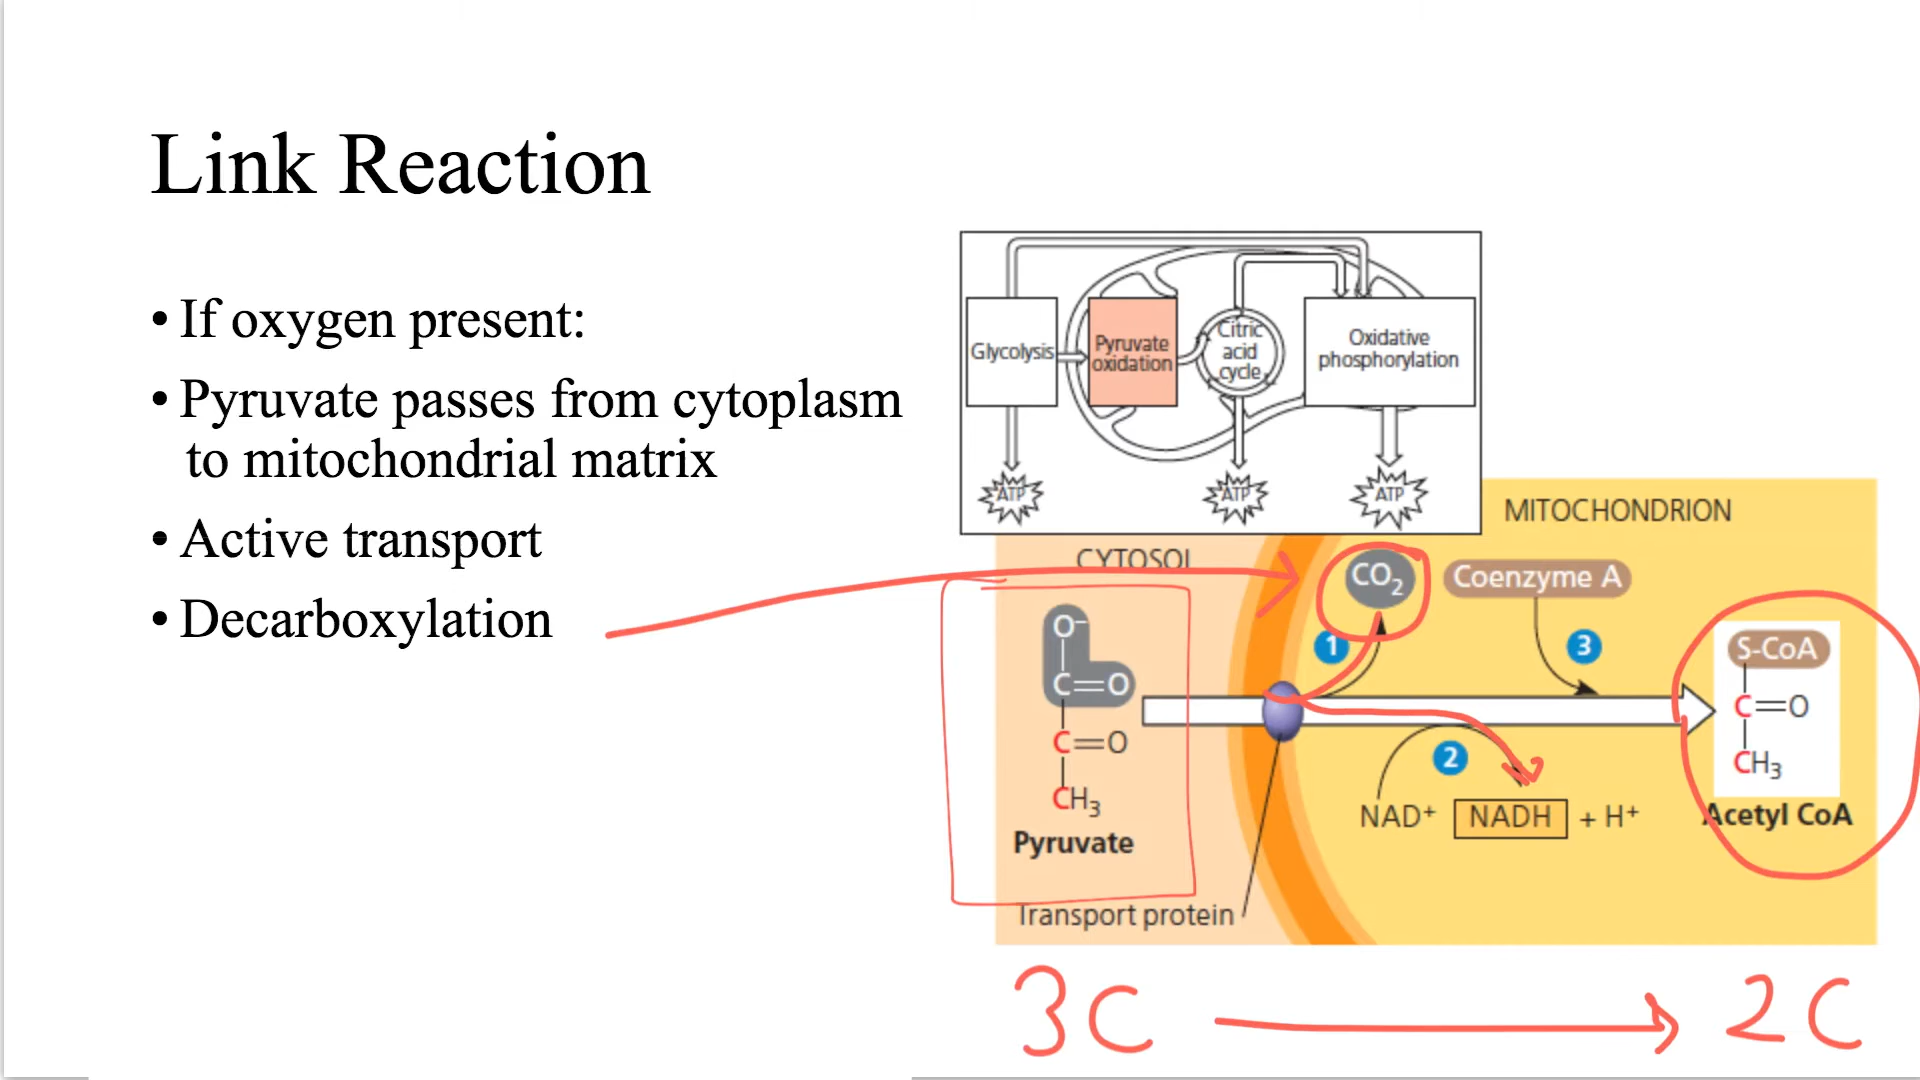 Link Reaction
• If oxygen present:
• Pyruvate passes from cytoplasm
to mitochondrial matrix
• Active transport
• Decarboxylation
Glycolysis
Pyruvate
oxidation
Citric
acid
cycle
Oxidative
phosphorylation
ATP
ATP
ATP
MITOCHONDRION
CYTOSOL
CO2
Coenzyme A
1
3
S-CoA
O−
C=O
C=O
C=O
CH3
2
CH3
NAD+ NADH + H+
Acetyl CoA
Pyruvate
Transport protein
3C
2C